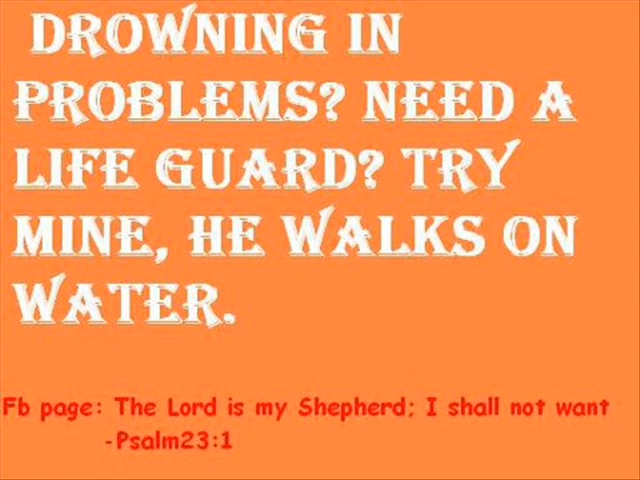 DROWNING IN
PROBLEMS? NEED A
LIFE GUARD? TRY
MINE, HE WALKS ON
WATER.
Fb page: The Lord is my Shepherd; I shall not want
-Psalm23:1